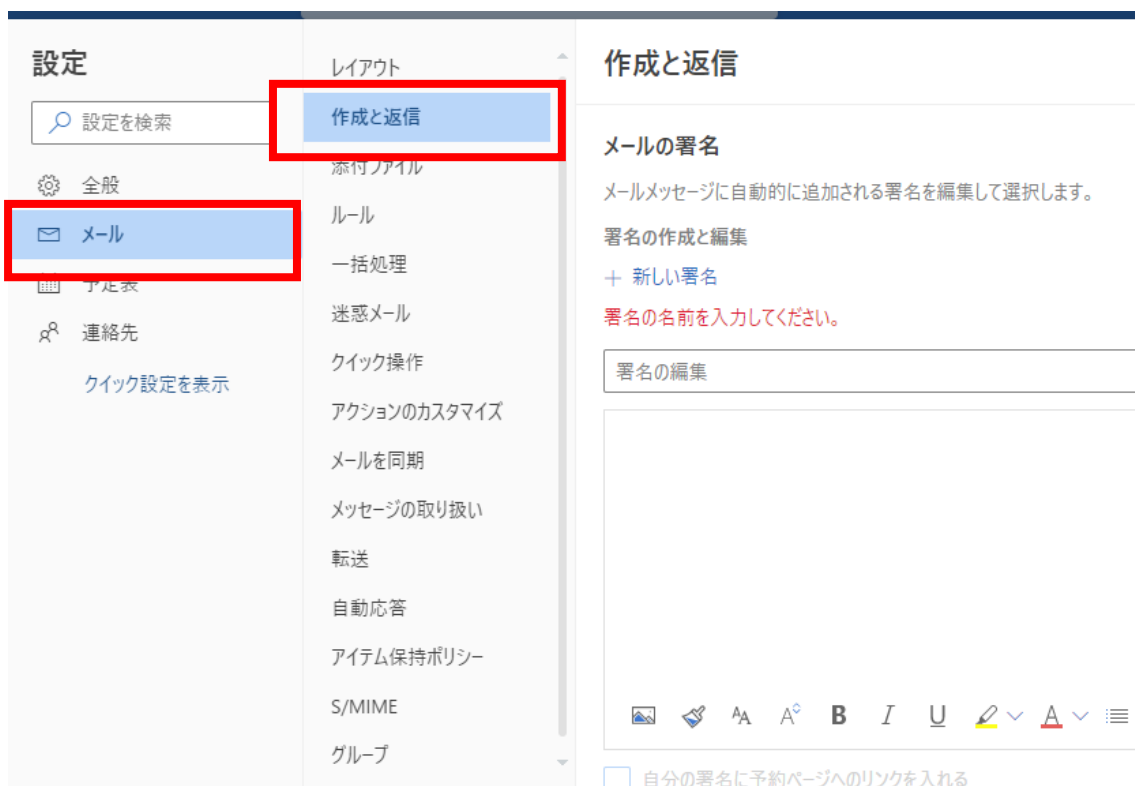 設定
設定を検索
全般
メール
予定表
連絡先
クイック設定を表示
レイアウト
作成と返信
添付ファイル
ルール
一括処理
迷惑メール
クイック操作
アクションのカスタマイズ
メールを同期
メッセージの取り扱い
転送
自動応答
アイテム保持ポリシー
S/MIME
グループ
作成と返信
メールの署名
メールメッセージに自動的に追加される署名を編集して選択します。
署名の作成と編集
+ 新しい署名
署名の名前を入力してください。
署名の編集
B I U A
自分の署名に予約ページへのリンクを入れる